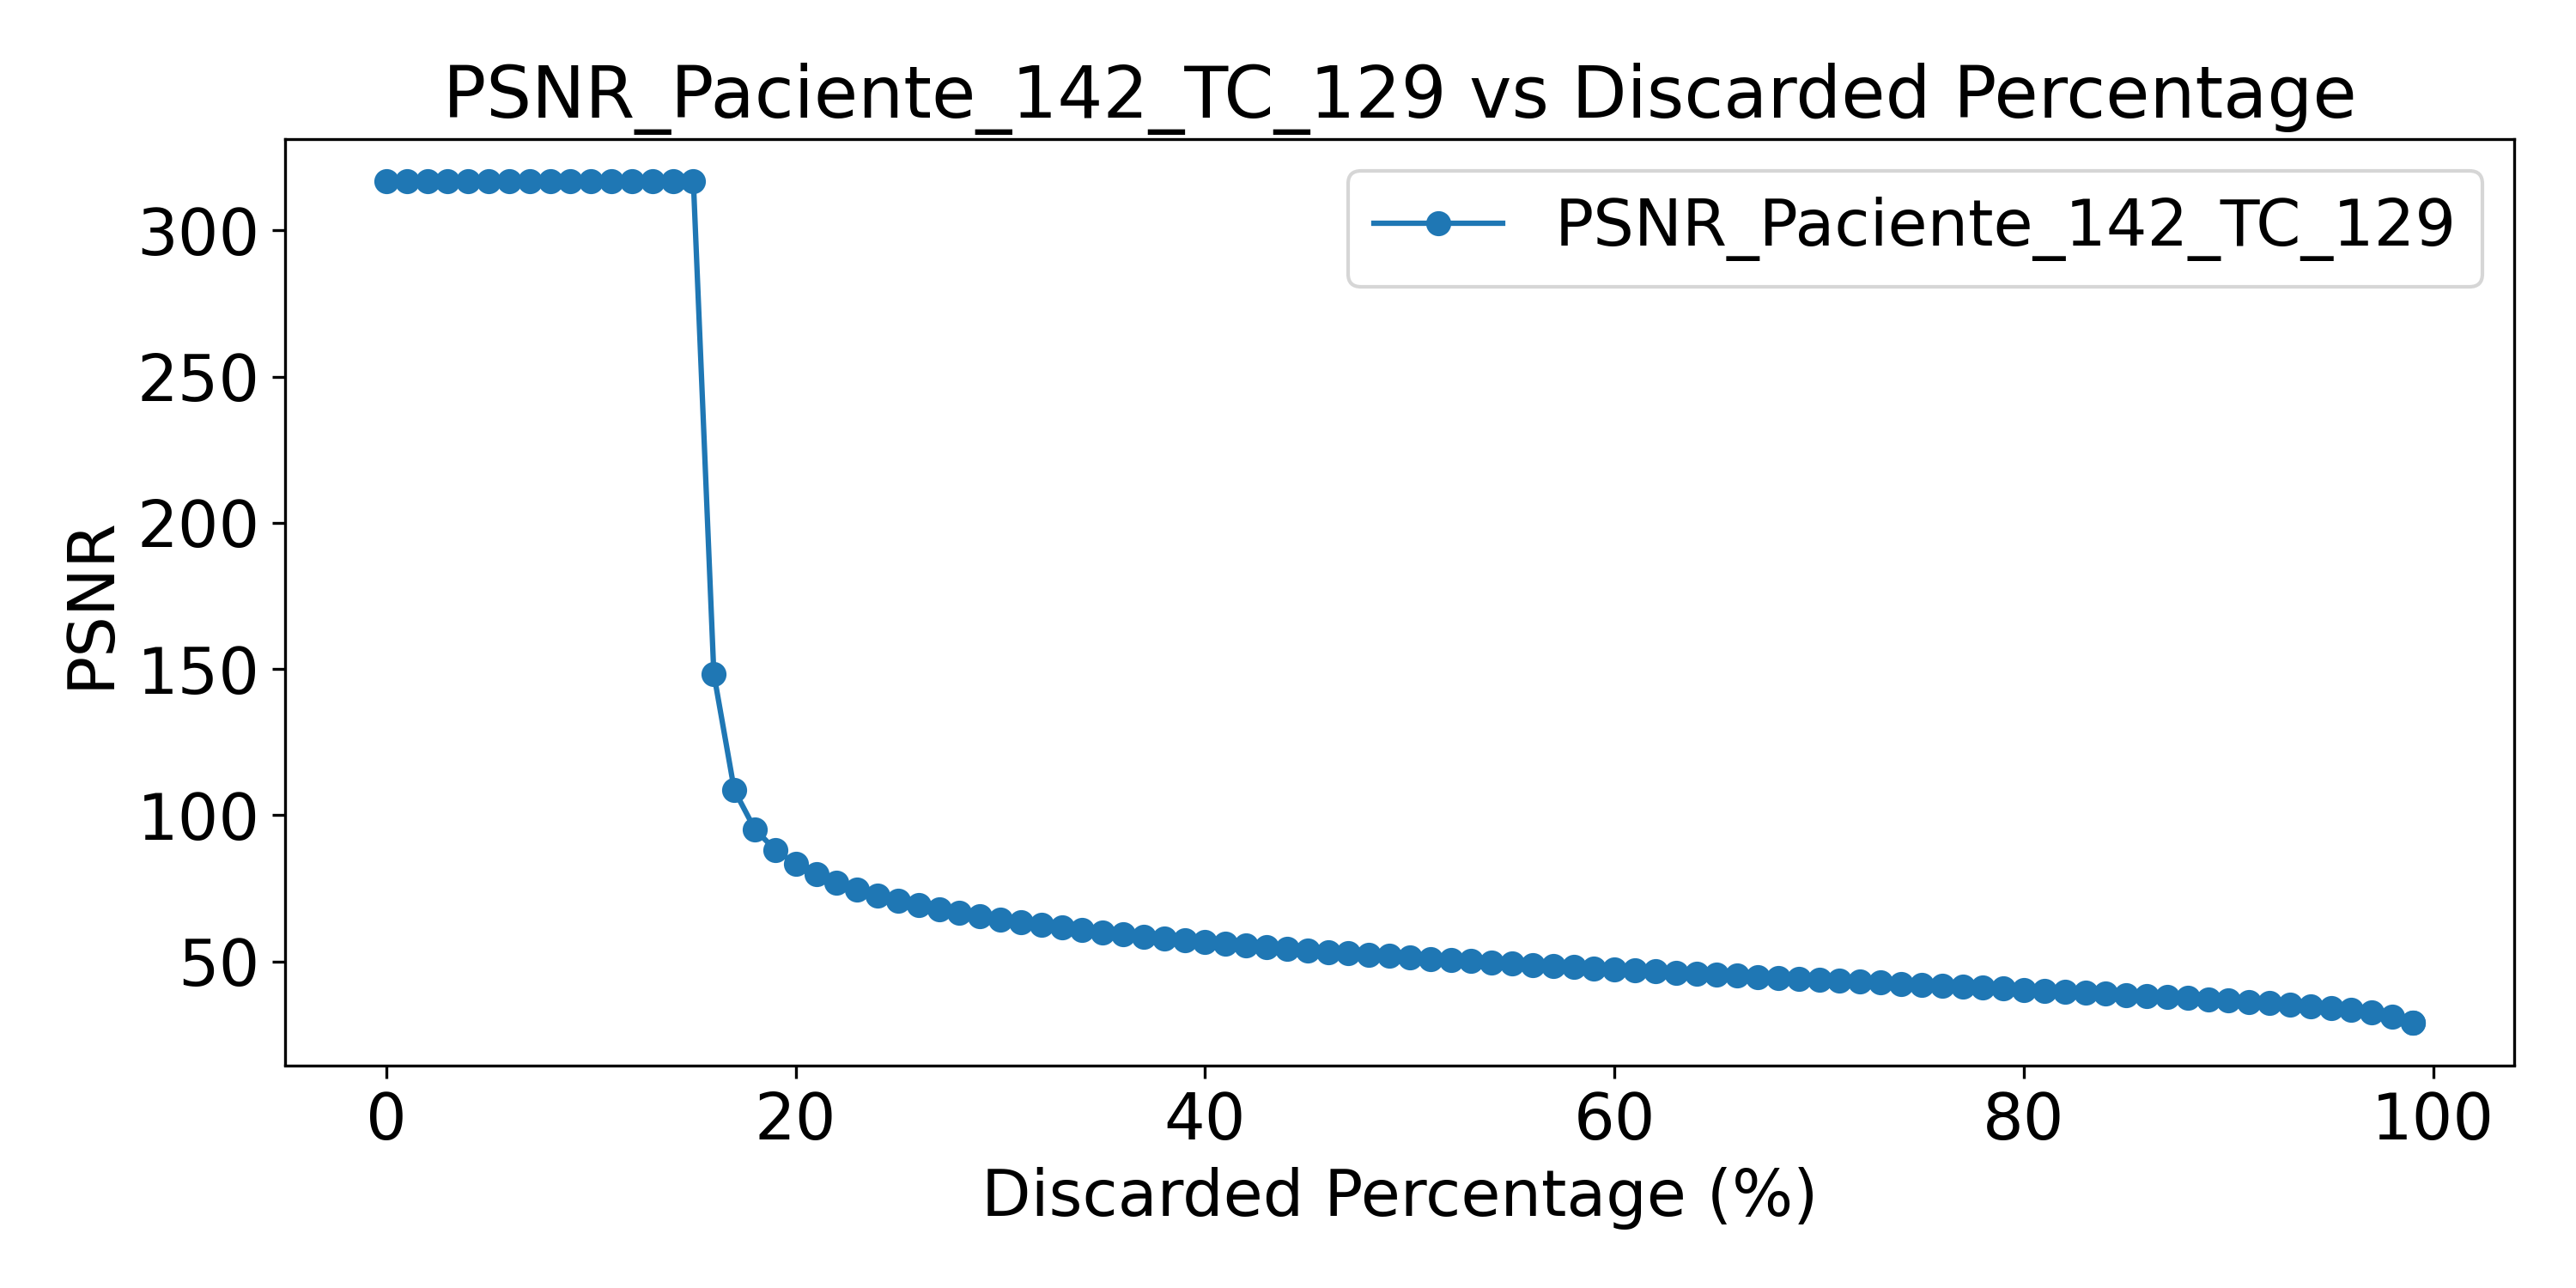 PSNR_Paciente_142_TC_129 vs Discarded Percentage
PSNR_Paciente_142_TC_129
300
250
200
150
100
50
PSNR
0 20 40 60 80 100
Discarded Percentage (%)